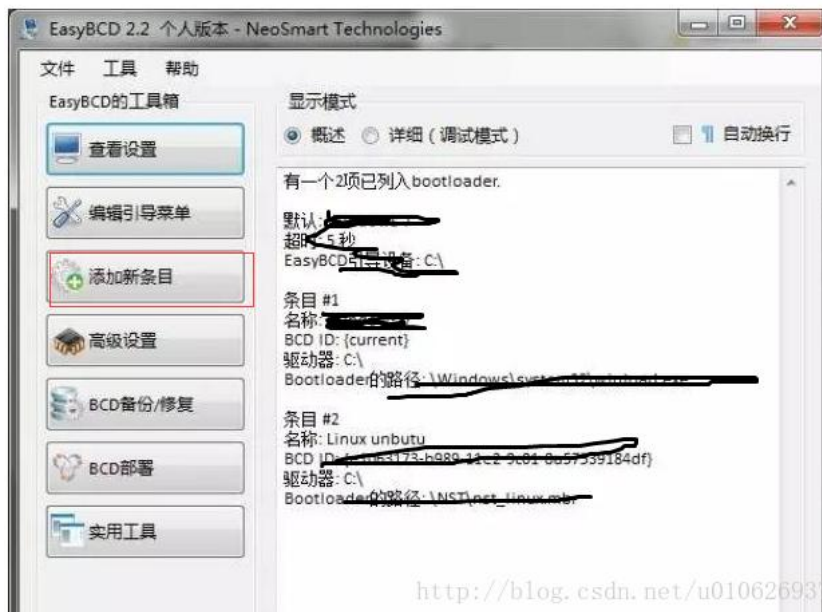 EasyBCD 2.2 个人版本 - NeoSmart Technologies
文件 工具 帮助
EasyBCD的工具箱
查看设置
编辑引导菜单
添加新条目
高级设置
BCD备份/修复
BCD部署
实用工具
显示模式
概述 详细 ( 调试模式 ) 自动换行
有一个2项已列入bootloader.
默认:
超时: 5 秒
EasyBCD引导设备: C:\
条目 #1
名称:
BCD ID: {current}
驱动器: C:\
Bootloader的路径: \Windows\system32\winload.exe
条目 #2
名称: Linux unbutu
BCD ID:
驱动器: C:\
Bootloader的路径: \NST\nst_linux.mbr
http://blog.csdn.net/u01062693